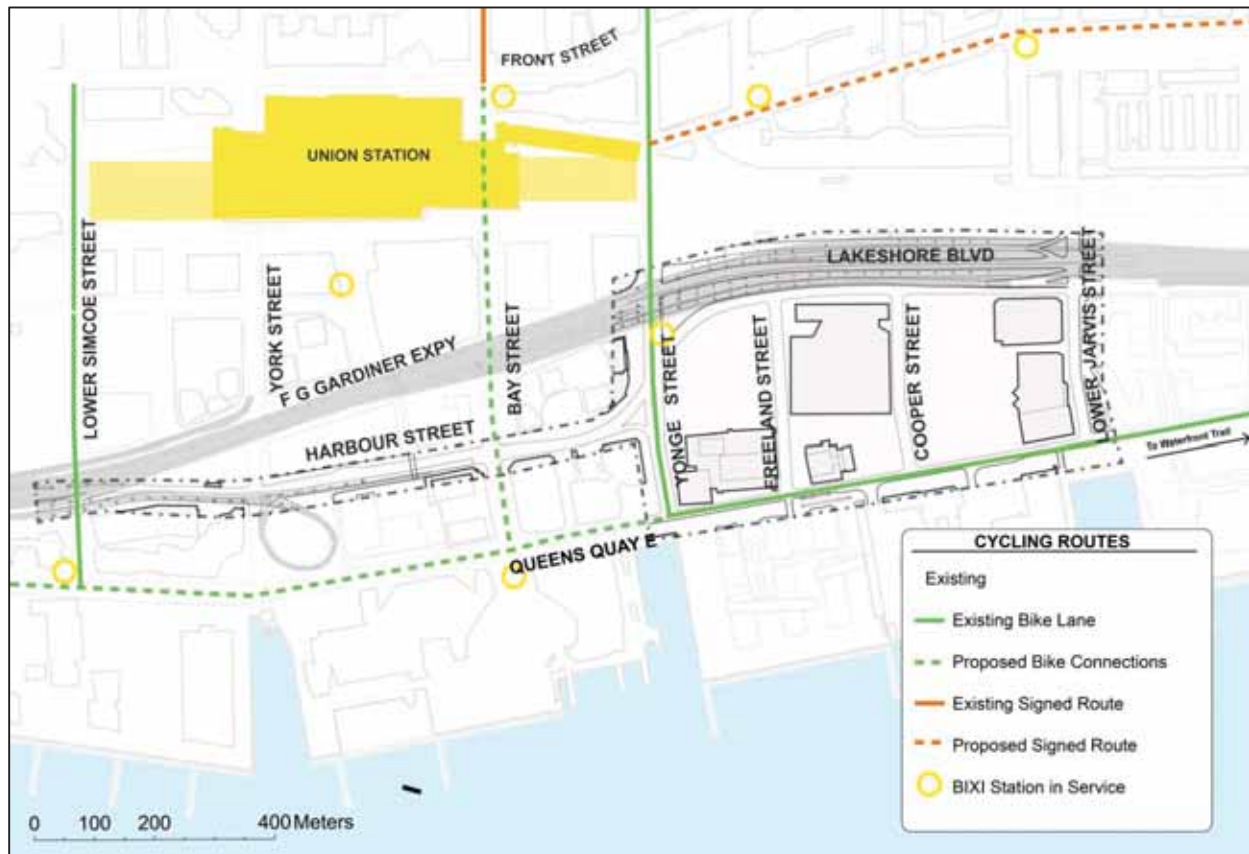 FRONT STREET
UNION STATION
LOWER SIMCOE STREET
YORK STREET
F G GARDINER EXPY
BAY STREET
LAKESHORE BLVD
HARBOUR STREET
YONGE STREET
FREELAND STREET
COOPER STREET
LOWER JARVIS STREET
To Waterfront Trail
QUEENS QUAY E
CYCLING ROUTES
Existing
Existing Bike Lane
Proposed Bike Connections
Existing Signed Route
Proposed Signed Route
BIXI Station in Service
0 100 200 400 Meters